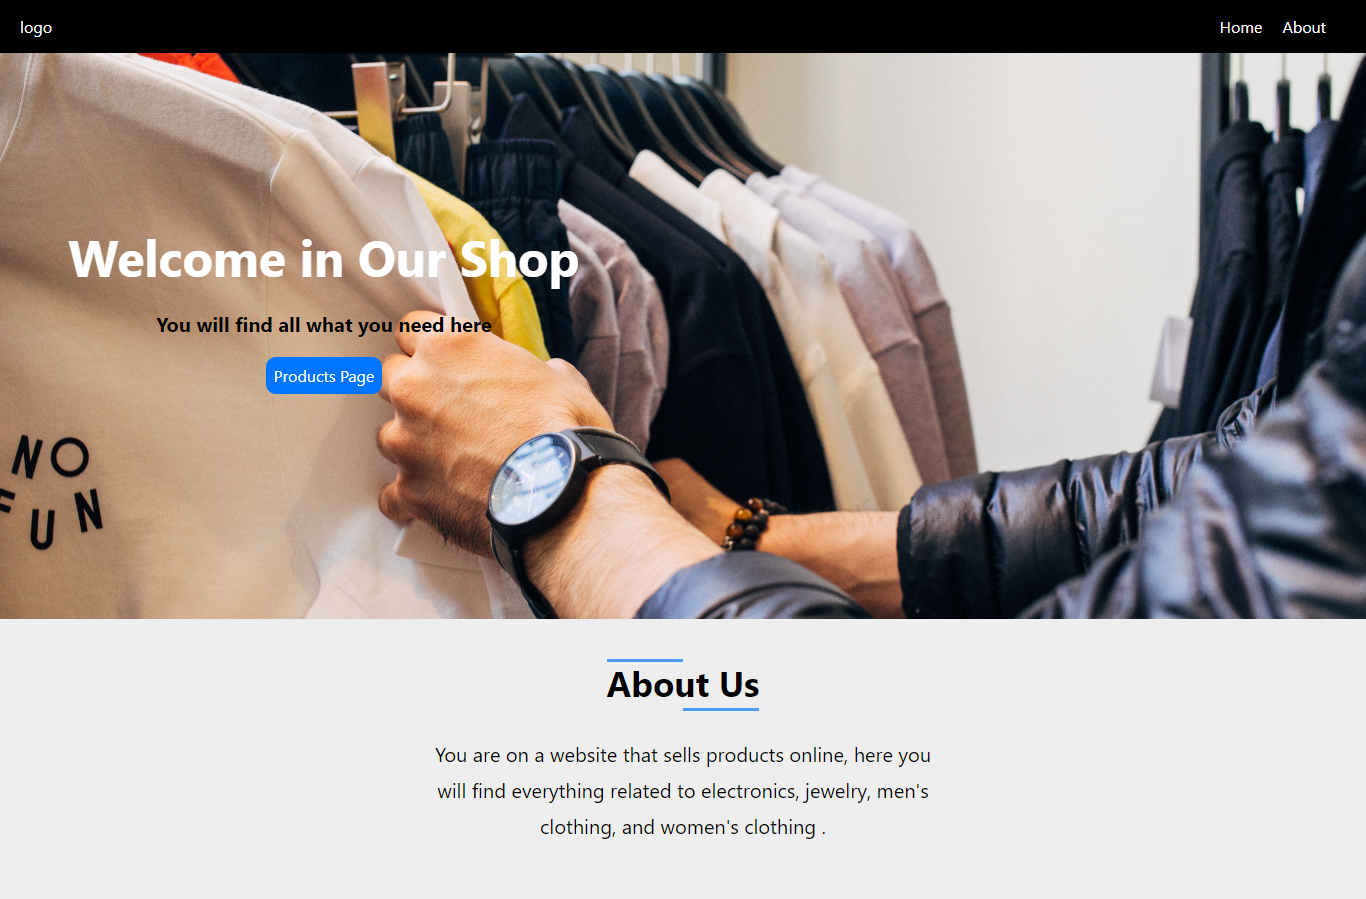 logo
Home About
Welcome in Our Shop
You will find all what you need here
Products Page
NO
FUN
About Us
You are on a website that sells products online, here you
will find everything related to electronics, jewelry, men's
clothing, and women's clothing .